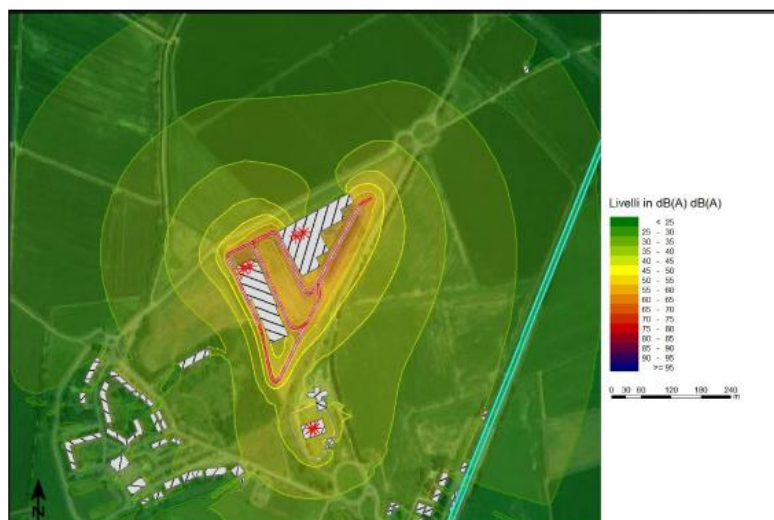 Livelli in dB(A) dB(A)
< 25
25 - 30
30 - 35
35 - 40
40 - 45
45 - 50
50 - 55
55 - 60
60 - 65
65 - 70
70 - 75
75 - 80
80 - 85
85 - 90
90 - 95
>= 95
0 30 60 120 180 240
m
N